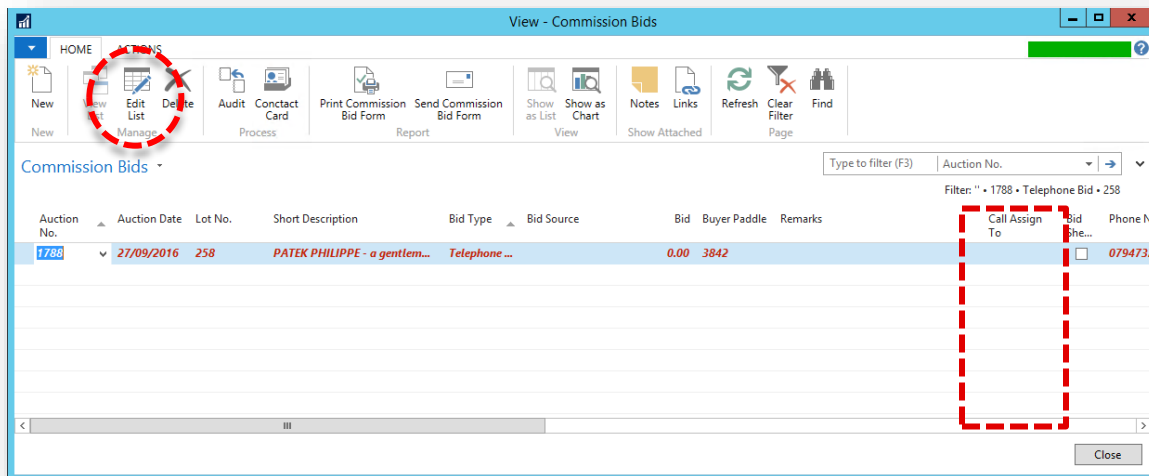 View - Commission Bids
HOME ACTIONS
New View List Edit List Delete Audit Conctact Card Print Commission Bid Form Send Commission Bid Form Show as List Show as Chart Notes Links Refresh Clear Filter Find
New Manage Process Report View Show Attached Page
Commission Bids
Type to filter (F3) Auction No.
Filter: '' • 1788 • Telephone Bid • 258
Auction No. Auction Date Lot No. Short Description Bid Type Bid Source Bid Buyer Paddle Remarks Call Assign To Bid She... Phone N
1788 27/09/2016 258 PATEK PHILIPPE - a gentlem... Telephone ... 0.00 3842 079473
Close